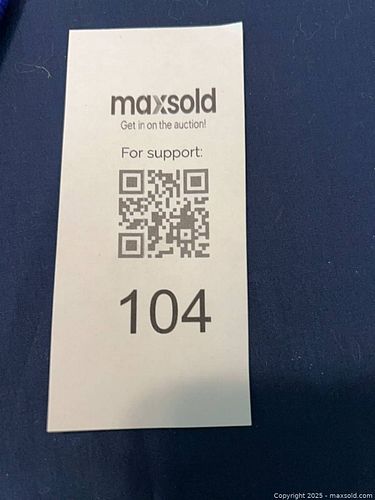 maxsold
Get in on the auction!
For support:
104
Copyright 2025 - maxsold.com